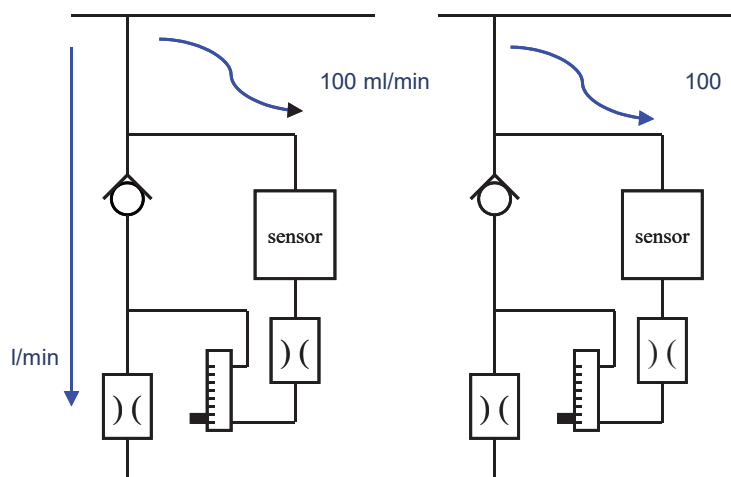 100 ml/min
100
sensor
sensor
l/min
) (
) (
) (
) (